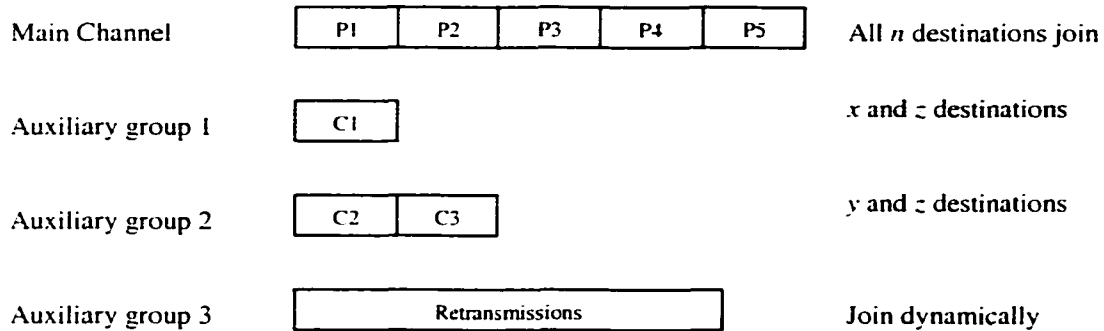 Main Channel P1 P2 P3 P4 P5 All n destinations join
Auxiliary group 1 C1 x and z destinations
Auxiliary group 2 C2 C3 y and z destinations
Auxiliary group 3 Retransmissions Join dynamically